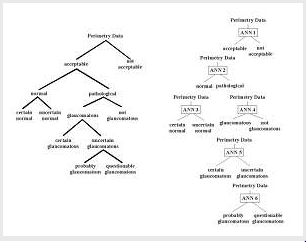 Perimetry Data
acceptable
not
acceptable
normal
pathological
certain
normal
uncertain
normal
glaucomatous
not
glaucomatous
certain
glaucomatous
uncertain
glaucomatous
probably
glaucomatous
questionable
glaucomatous
Perimetry Data
ANN 1
acceptable
not
acceptable
Perimetry Data
ANN 2
normal pathological
Perimetry Data
ANN 3
certain
normal
uncertain
normal
Perimetry Data
ANN 4
glaucomatous
not
glaucomatous
Perimetry Data
ANN 5
certain
glaucomatous
uncertain
glaucomatous
Perimetry Data
ANN 6
probably
glaucomatous
questionable
glaucomatous